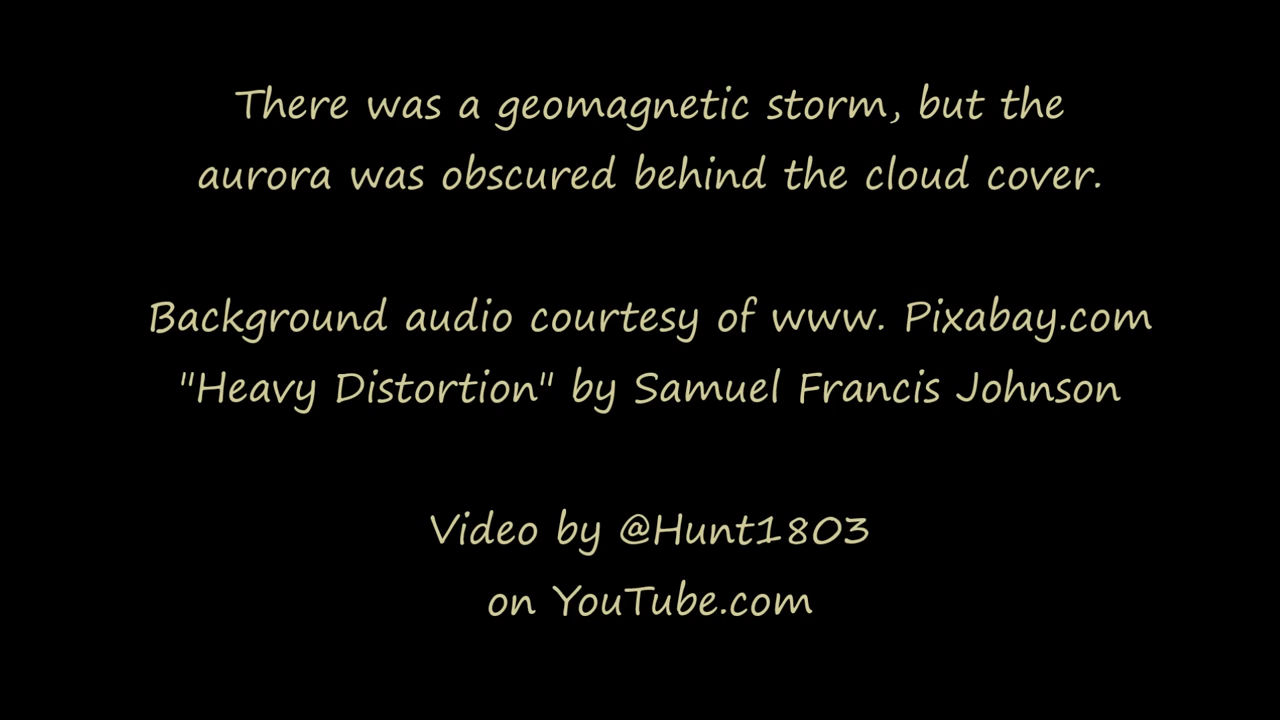 There was a geomagnetic storm, but the
aurora was obscured behind the cloud cover.
Background audio courtesy of www. Pixabay.com
"Heavy Distortion" by Samuel Francis Johnson
Video by @Hunt1803
on YouTube.com